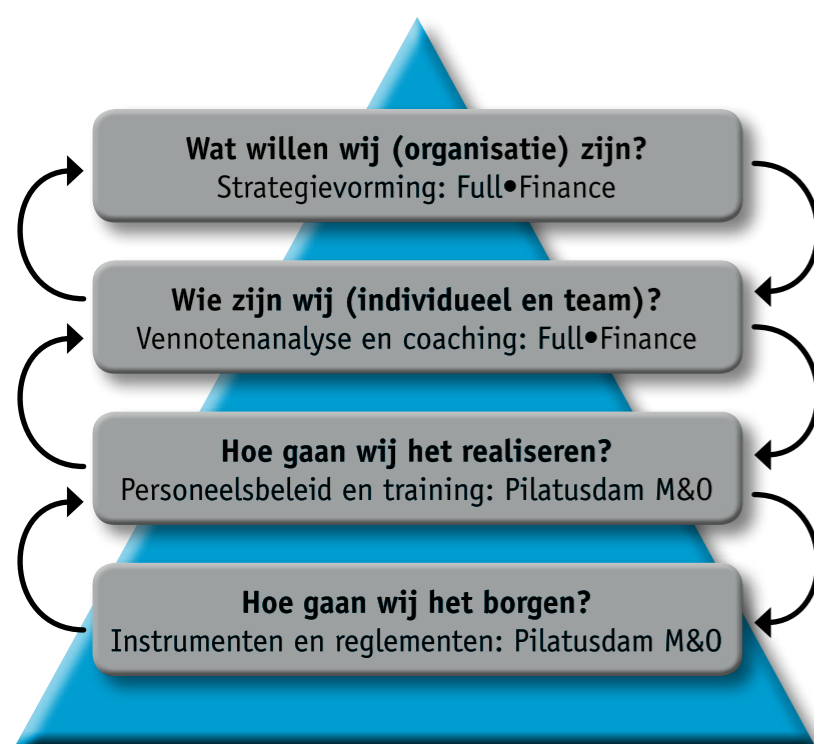 Wat willen wij (organisatie) zijn?
Strategievorming: Full•Finance
Wie zijn wij (individueel en team)?
Vennotenanalyse en coaching: Full•Finance
Hoe gaan wij het realiseren?
Personeelsbeleid en training: Pilatusdam M&O
Hoe gaan wij het borgen?
Instrumenten en reglementen: Pilatusdam M&O